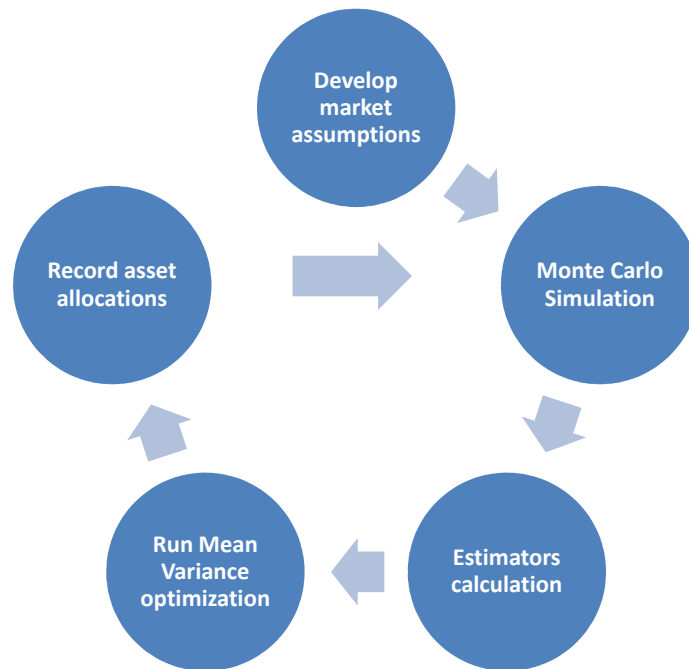 Develop
market
assumptions
Monte Carlo
Simulation
Estimators
calculation
Run Mean
Variance
optimization
Record asset
allocations